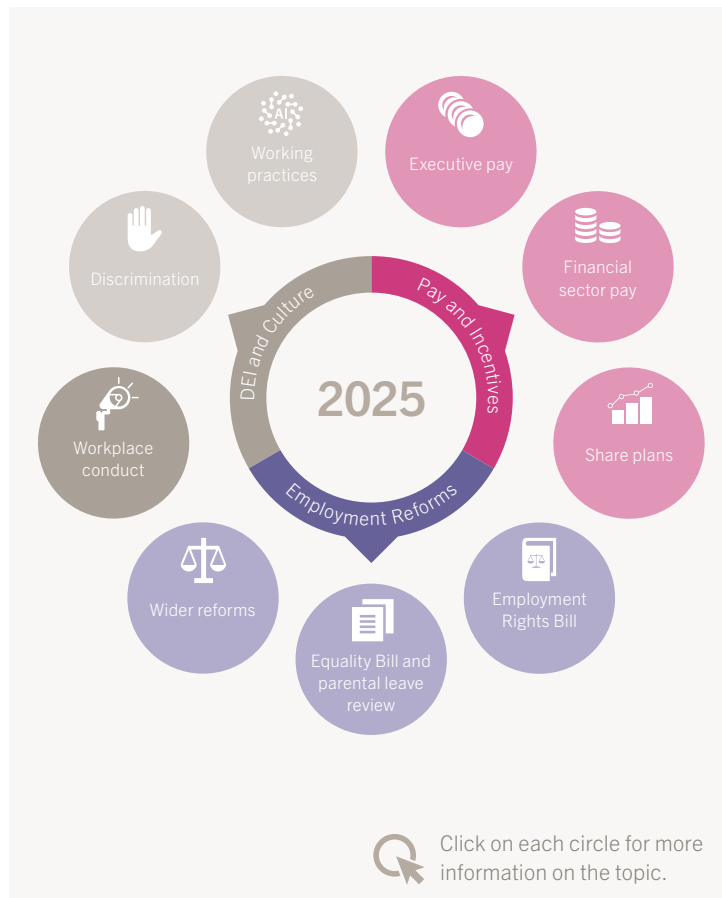 AI
Working
practices
Executive pay
Discrimination
Financial
sector pay
DEI and Culture
Pay and Incentives
2025
Workplace
conduct
Share plans
Employment Reforms
Wider reforms
Employment
Rights Bill
Equality Bill and
parental leave
review
Click on each circle for more
information on the topic.